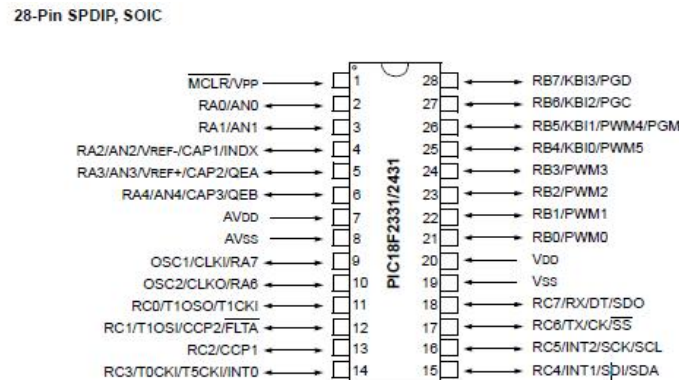 28-Pin SPDIP, SOIC
MCLR/VPP 1 28 RB7/KBI3/PGD
RA0/AN0 2 27 RB6/KBI2/PGC
RA1/AN1 3 26 RB5/KBI1/PWM4/PGM
RA2/AN2/VREF-/CAP1/INDX 4 25 RB4/KBI0/PWM5
RA3/AN3/VREF+/CAP2/QEA 5 24 RB3/PWM3
RA4/AN4/CAP3/QEB 6 23 RB2/PWM2
AVDD 7 22 RB1/PWM1
AVSS 8 21 RB0/PWM0
OSC1/CLKI/RA7 9 20 VDD
OSC2/CLKO/RA6 10 19 VSS
RC0/T1OSO/T1CKI 11 18 RC7/RX/DT/SDO
RC1/T1OSI/CCP2/FLTA 12 17 RC6/TX/CK/SS
RC2/CCP1 13 16 RC5/INT2/SCK/SCL
RC3/T0CKI/T5CKI/INT0 14 15 RC4/INT1/SDI/SDA
PIC18F2331/2431